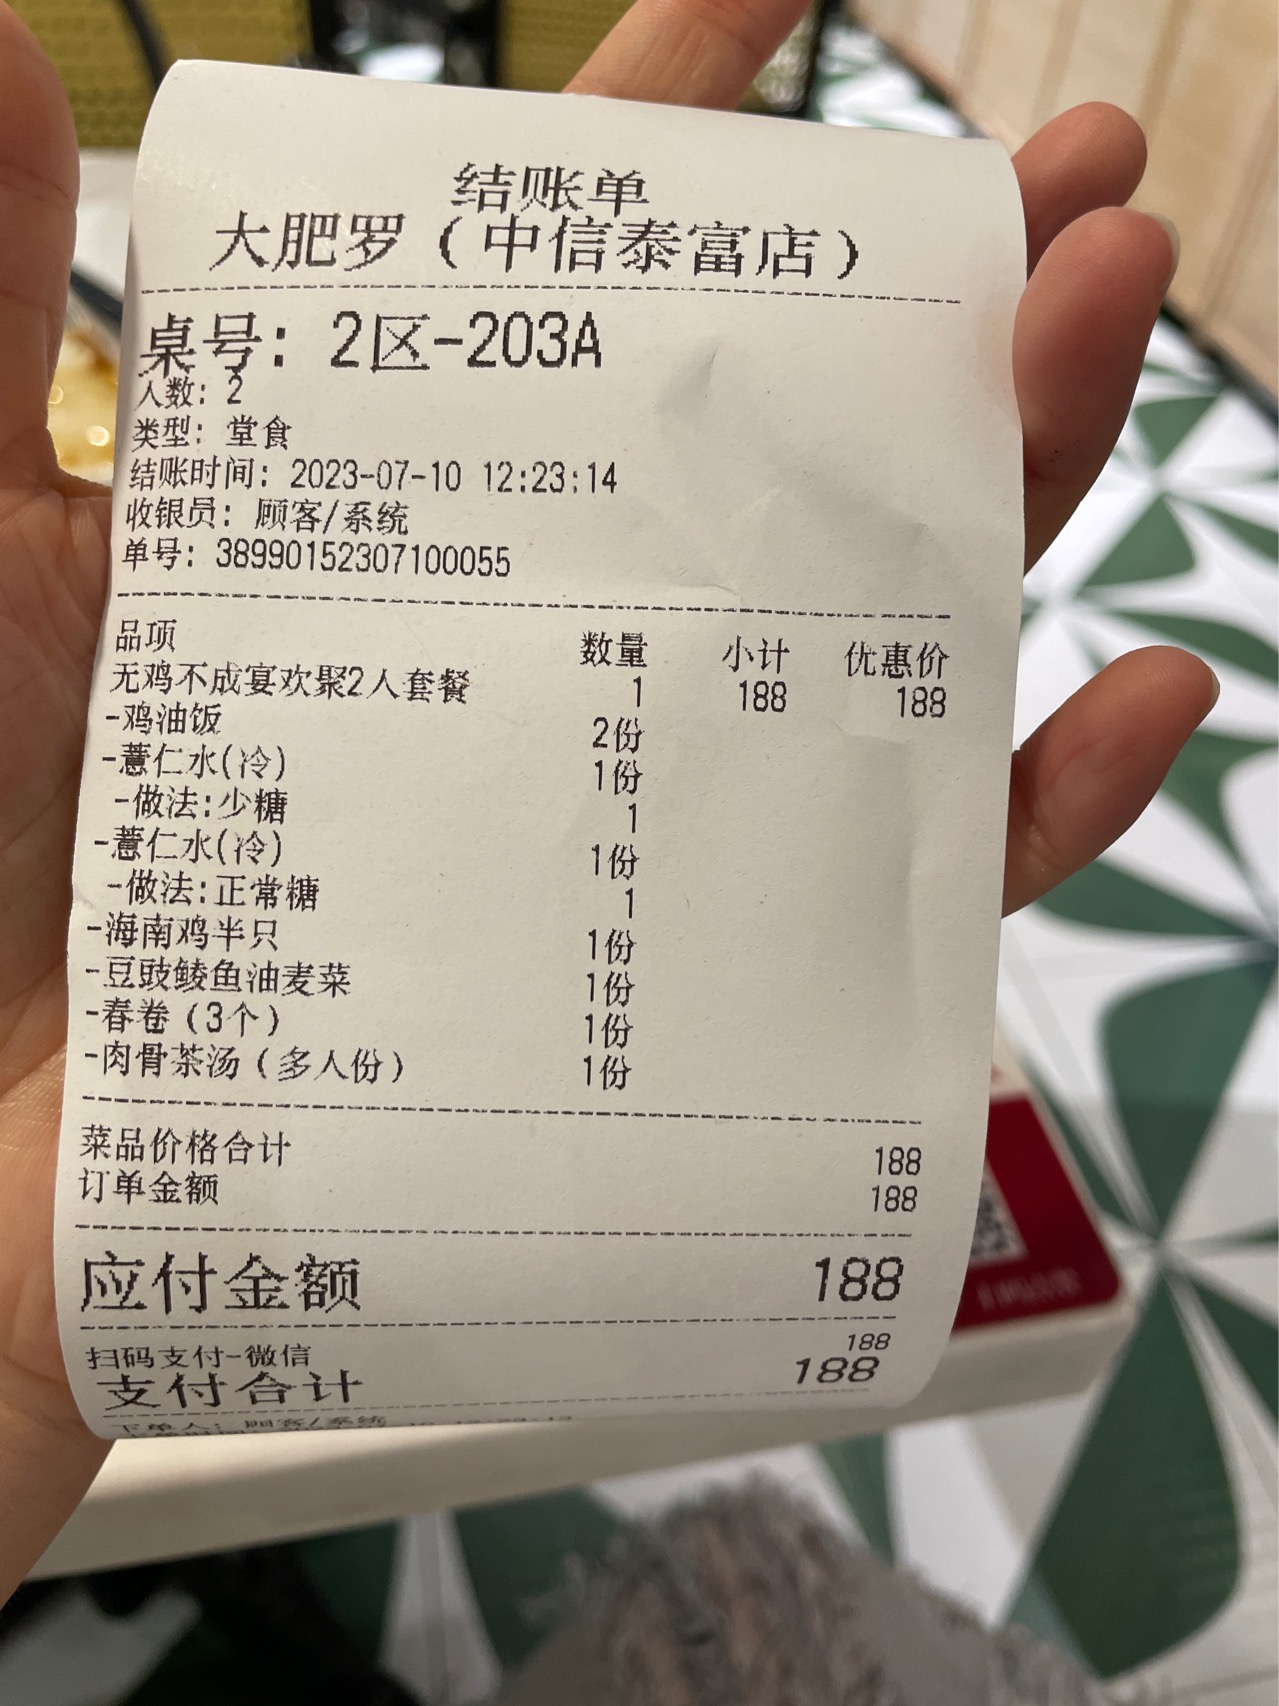 结账单
大肥罗（中信泰富店）
桌号：2区-203A
人数：2
类型：堂食
结账时间：2023-07-10 12:23:14
收银员：顾客/系统
单号：38990152307100055
品项 数量 小计 优惠价
无鸡不成宴欢聚2人套餐 1 188 188
-鸡油饭 2份
-薏仁水(冷) 1份
-做法:少糖 1
-薏仁水(冷) 1份
-做法:正常糖 1
-海南鸡半只 1份
-豆豉鲮鱼油麦菜 1份
-春卷（3个） 1份
-肉骨茶汤（多人份） 1份
菜品价格合计 188
订单金额 188
应付金额 188
扫码支付-微信 188
支付合计 188
下单人：顾客/系统